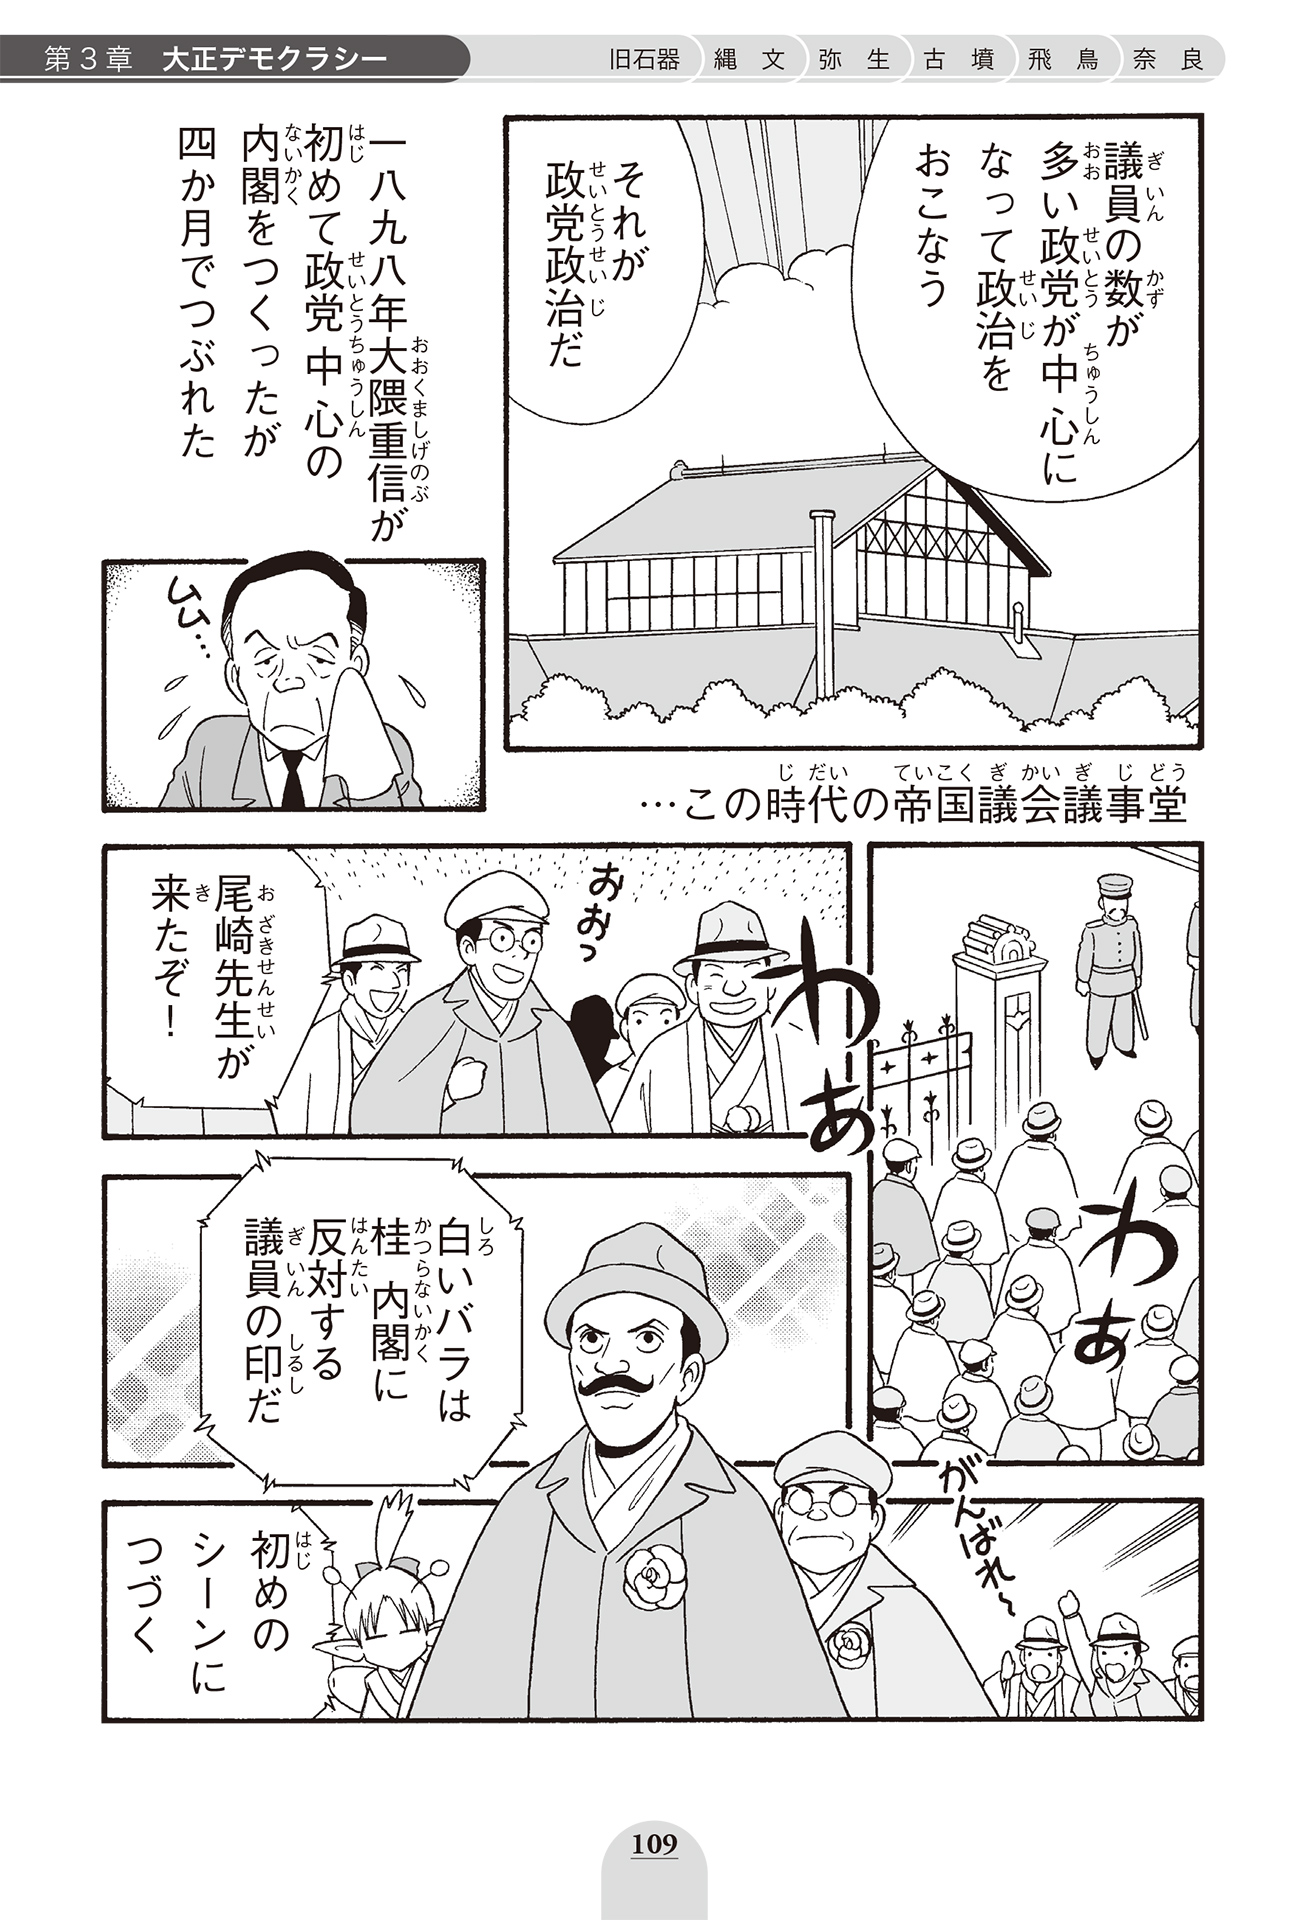 第3章 大正デモクラシー
旧石器 縄文 弥生 古墳 飛鳥 奈良
議員の数が
多い政党が中心に
なって政治を
おこなう
それが
政党政治だ
…この時代の帝国議会議事堂
一八九八年大隈重信が
初めて政党中心の
内閣をつくったが
四か月でつぶれた
ムム…
わーぁ
わぁ
おおっ
尾崎先生が
来たぞ！
白いバラは
桂内閣に
反対する
議員の印だ
がんばれ〜
初めの
シーンに
つづく
109